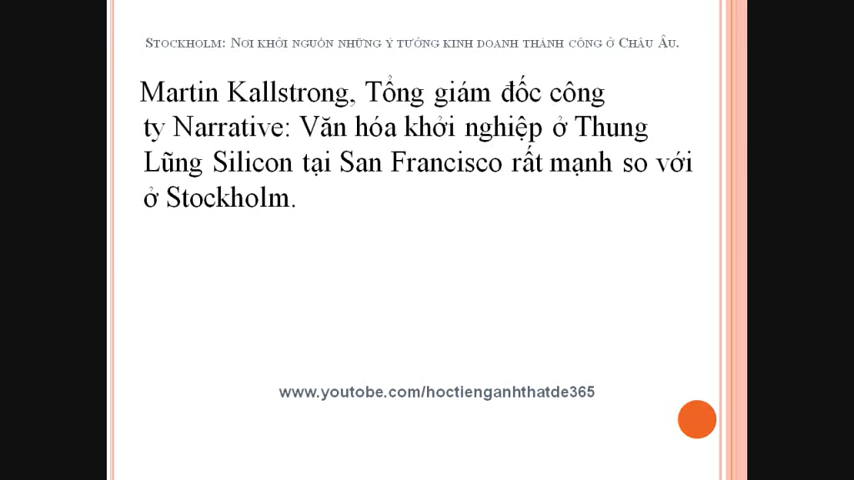 Stockholm: Nơi khởi nguồn những ý tưởng kinh doanh thành công ở Châu Âu.
Martin Kallstrong, Tổng giám đốc công
ty Narrative: Văn hóa khởi nghiệp ở Thung
Lũng Silicon tại San Francisco rất mạnh so với
ở Stockholm.
www.youtobe.com/hoctienganhthatde365